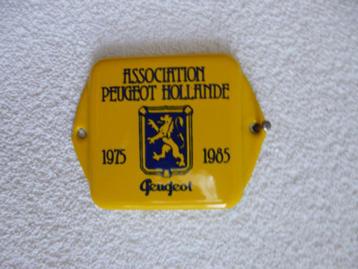 ASSOCIATION
PEUGEOT HOLLANDE
1975 1985
Peugeot